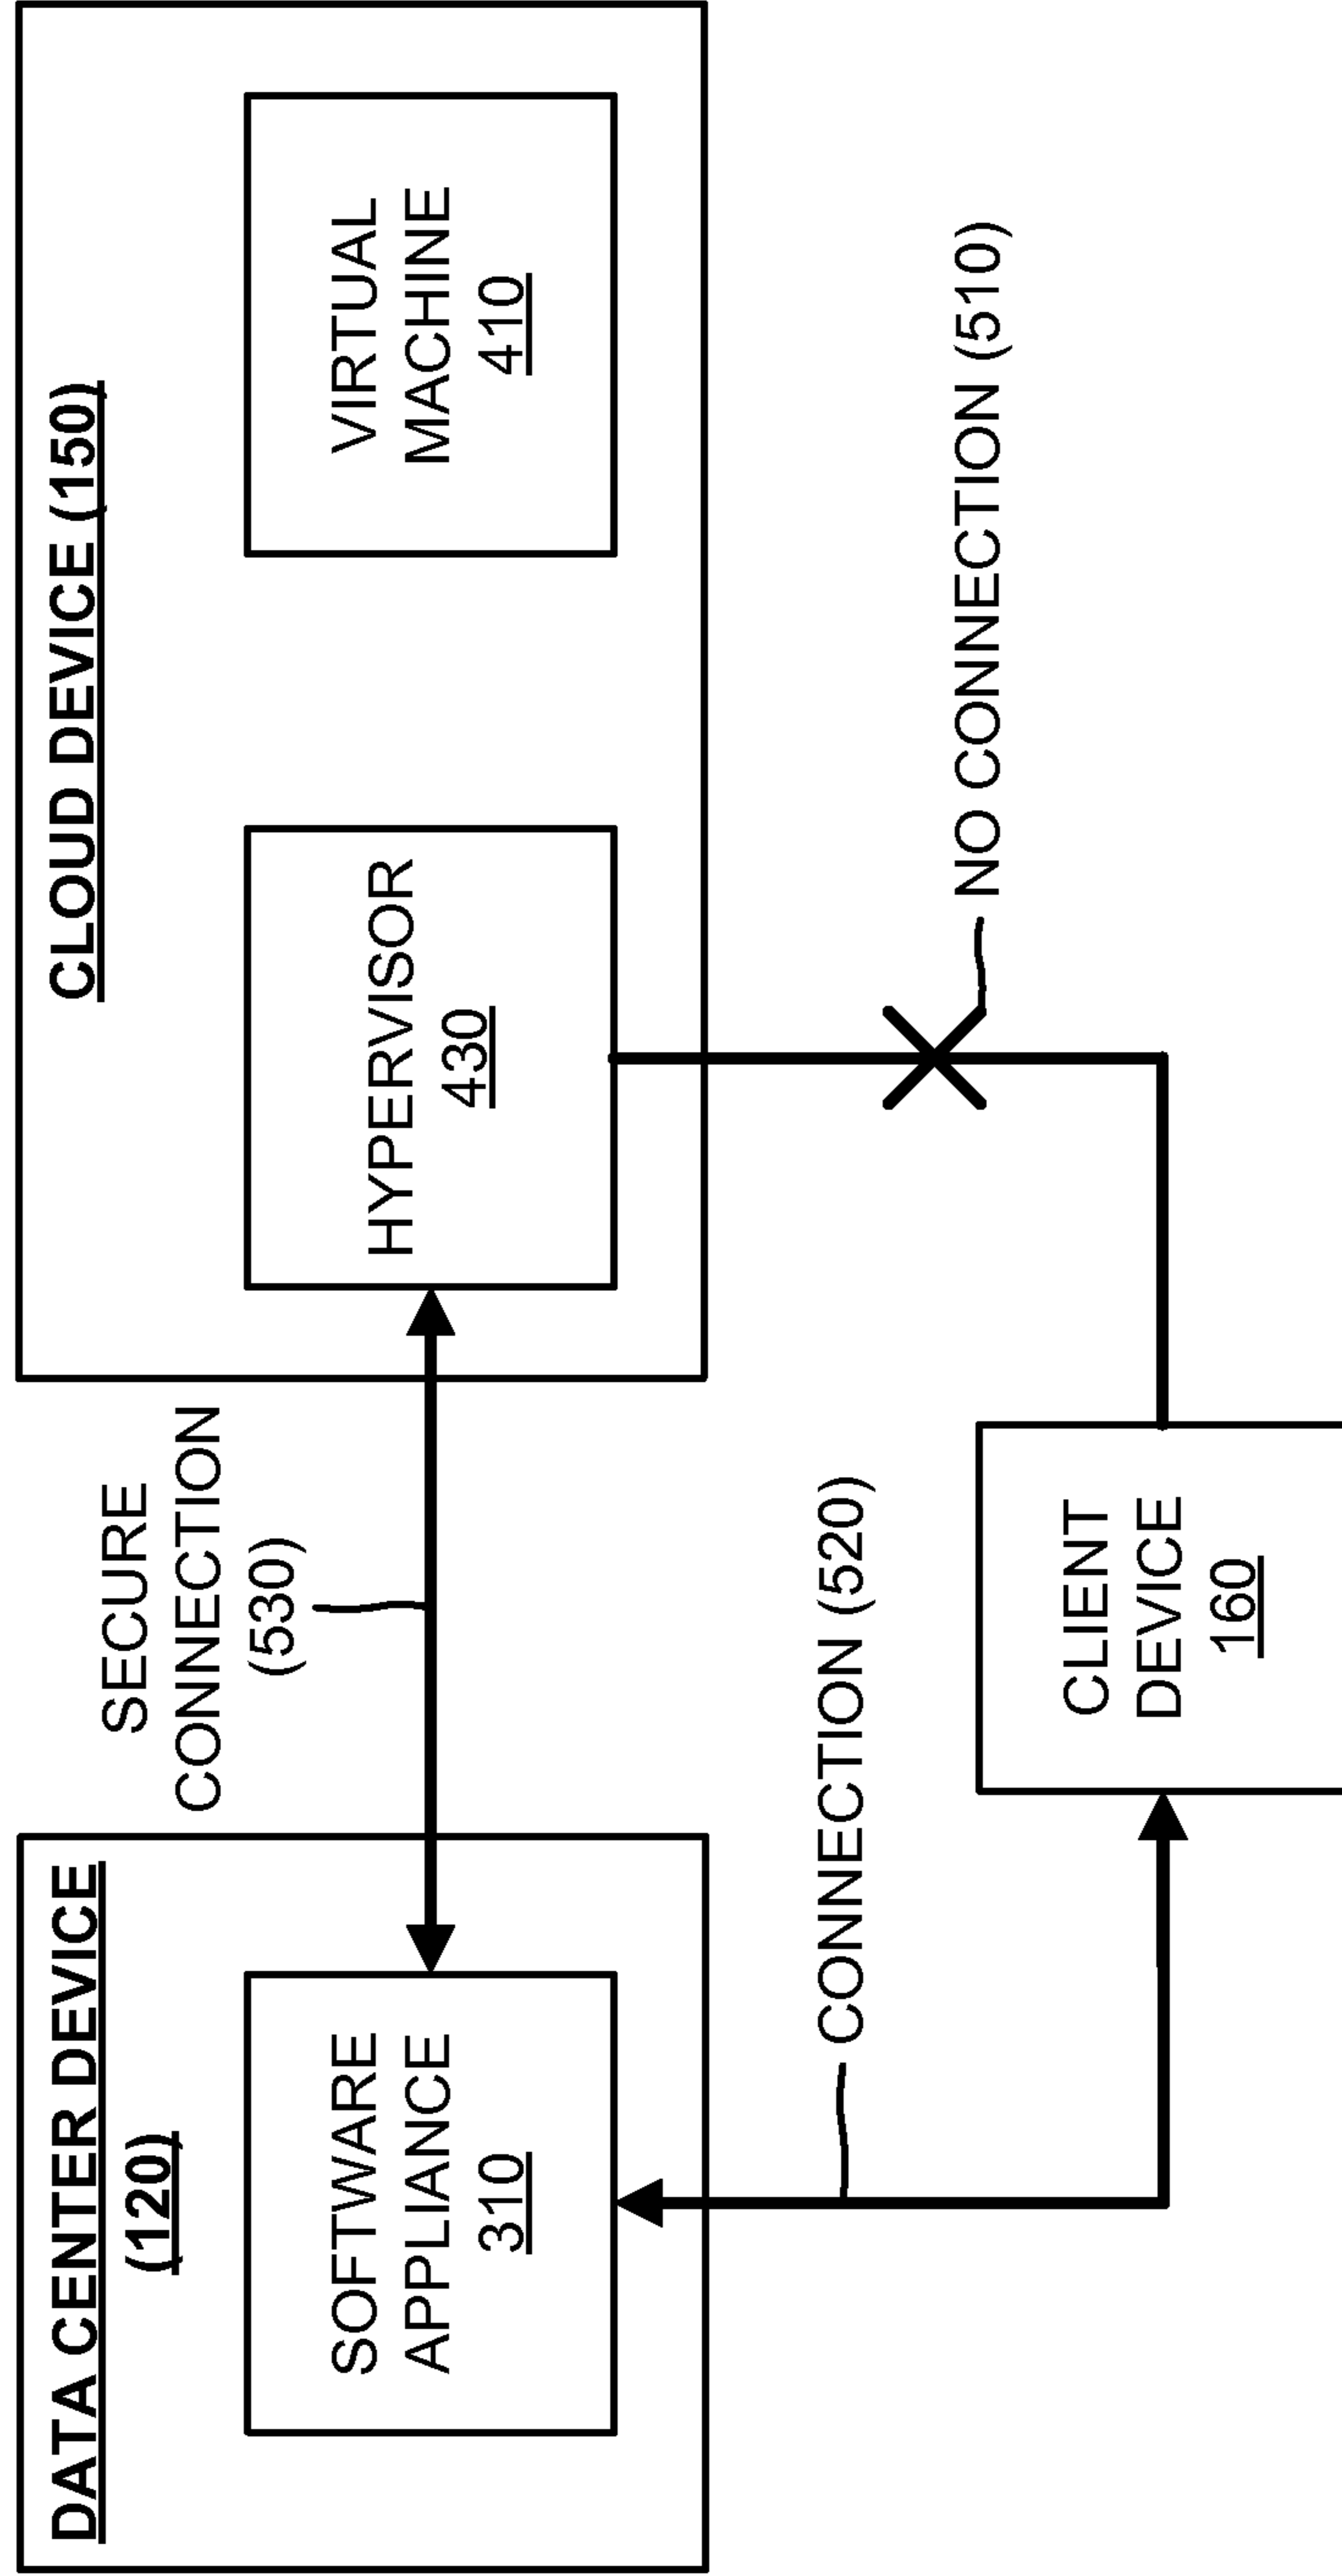 DATA CENTER DEVICE
(120)
SOFTWARE
APPLIANCE
310
SECURE
CONNECTION
(530)
CLOUD DEVICE (150)
HYPERVISOR
430
VIRTUAL
MACHINE
410
CONNECTION (520)
NO CONNECTION (510)
CLIENT
DEVICE
160